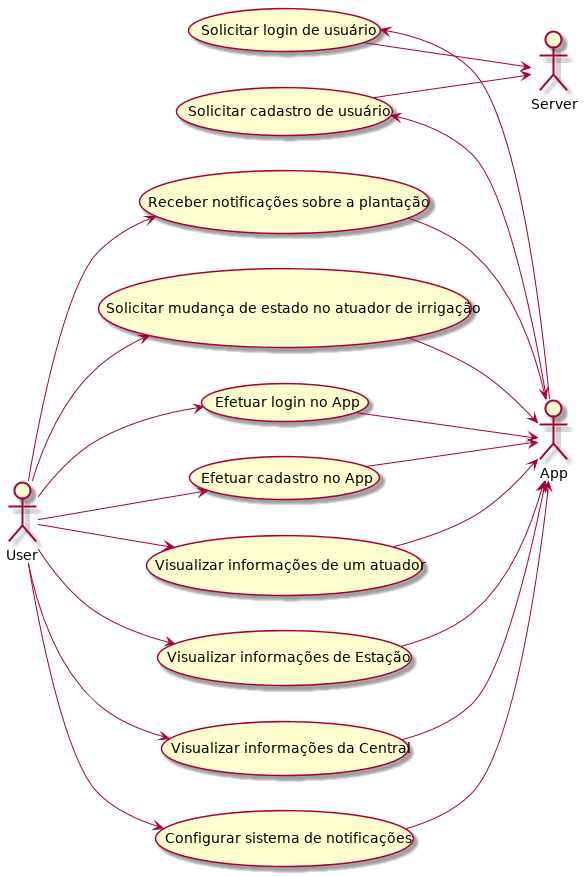 Solicitar login de usuário
Server
Solicitar cadastro de usuário
Receber notificações sobre a plantação
Solicitar mudança de estado no atuador de irrigação
Efetuar login no App
App
Efetuar cadastro no App
User
Visualizar informações de um atuador
Visualizar informações de Estação
Visualizar informações da Central
Configurar sistema de notificações